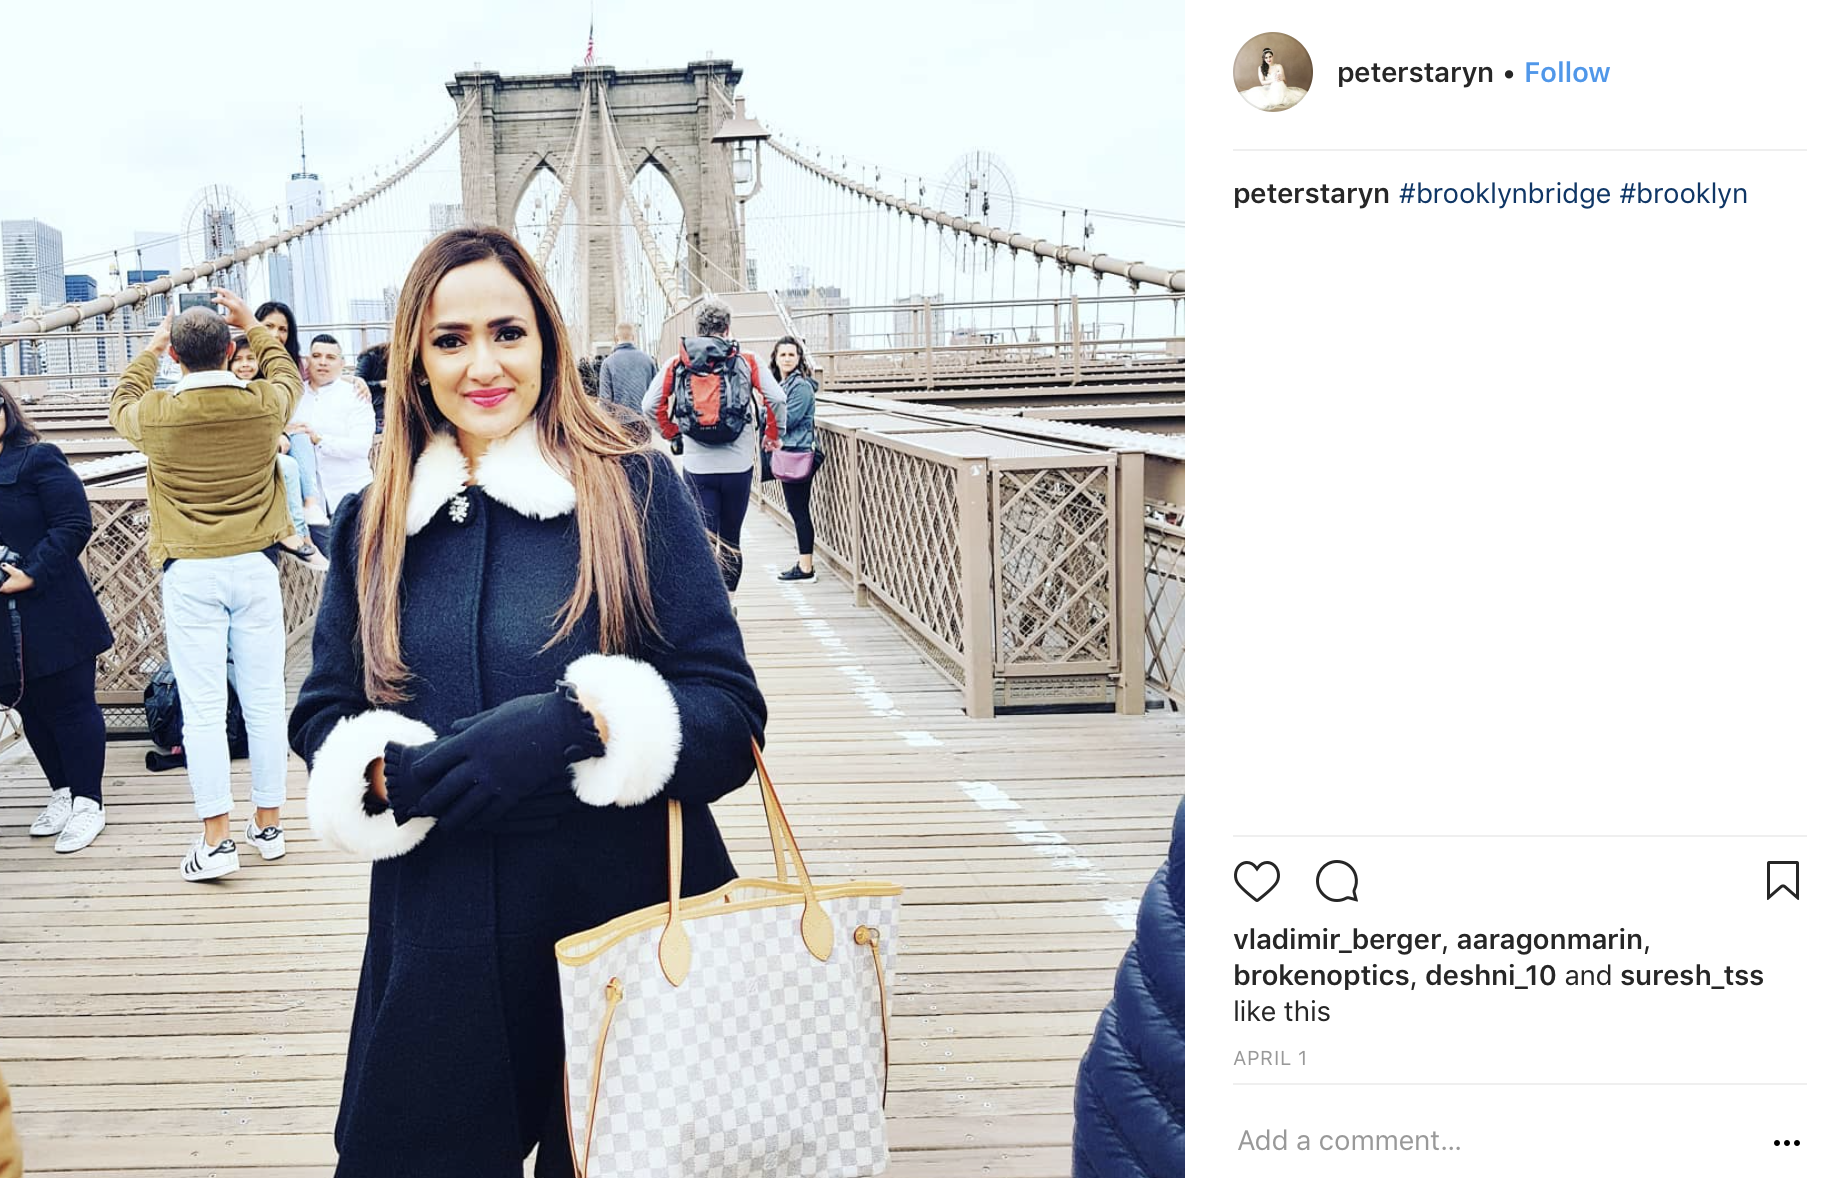 peterstaryn • Follow
peterstaryn #brooklynbridge #brooklyn
vladimir_berger, aaragonmarin,
brokenoptics, deshni_10 and suresh_tss
like this
APRIL 1
Add a comment...